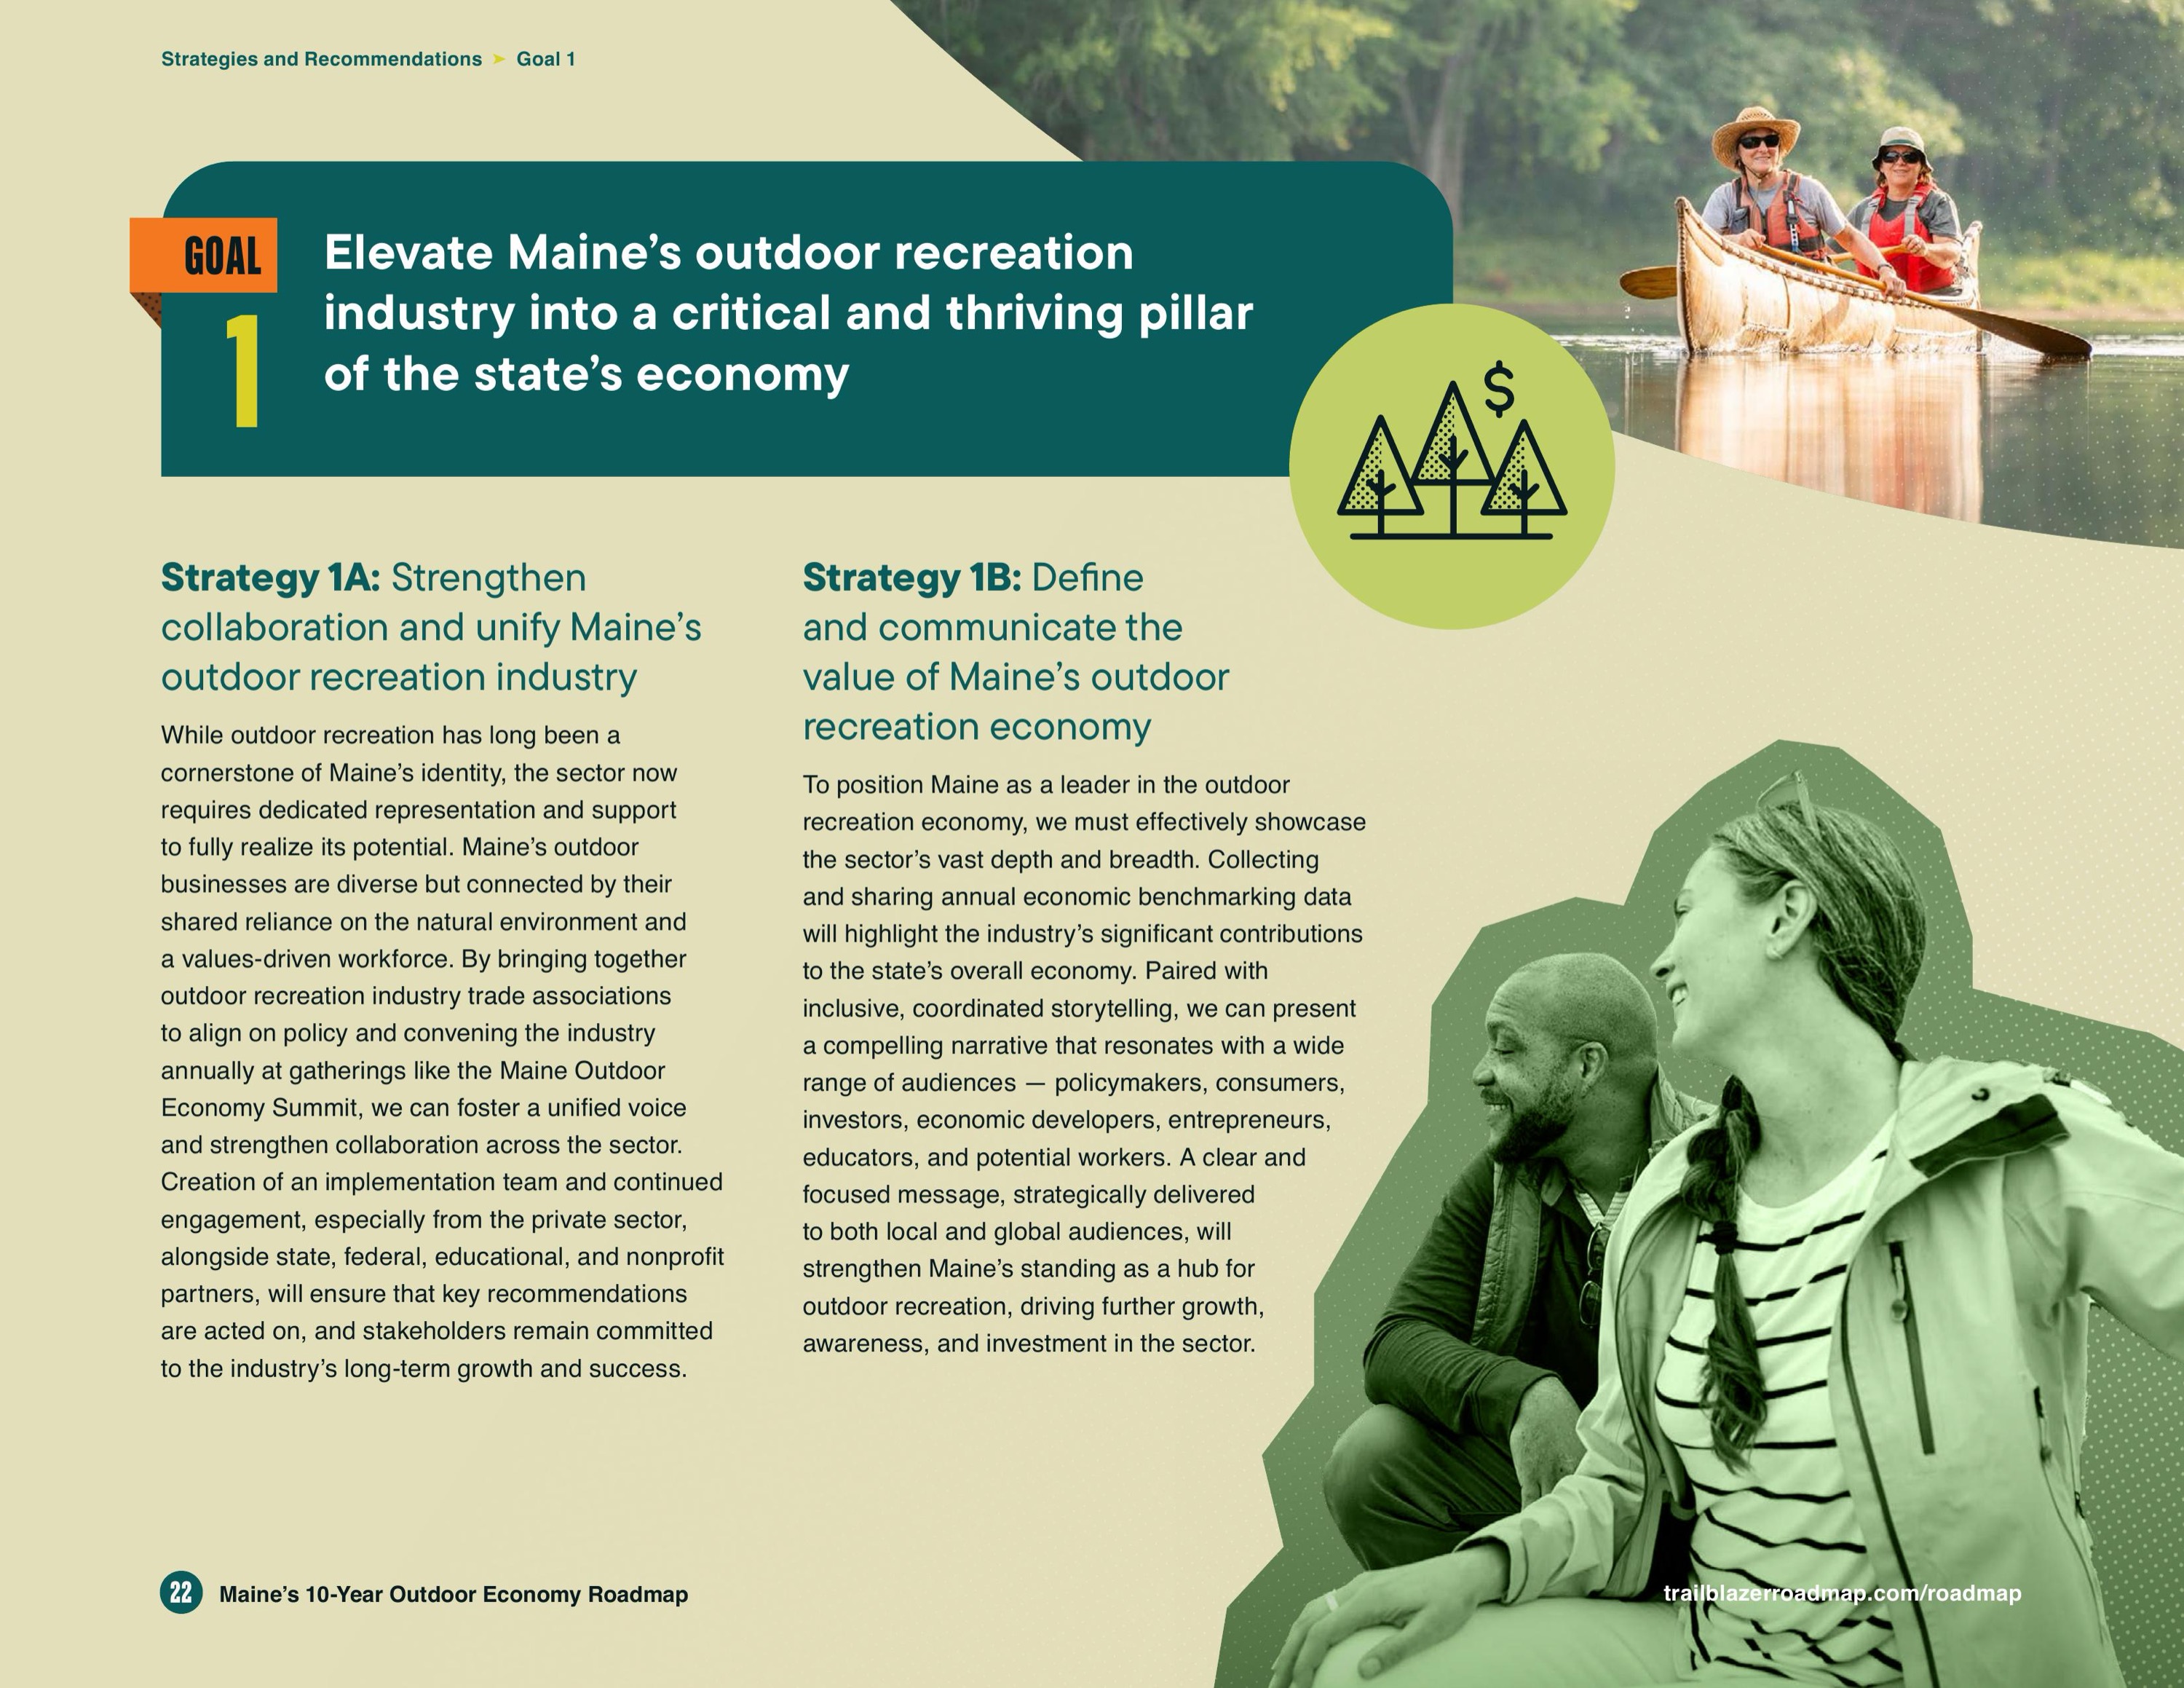 Strategies and Recommendations ➤ Goal 1
GOAL
1
Elevate Maine’s outdoor recreation
industry into a critical and thriving pillar
of the state’s economy
$
Strategy 1A: Strengthen
collaboration and unify Maine’s
outdoor recreation industry
While outdoor recreation has long been a
cornerstone of Maine’s identity, the sector now
requires dedicated representation and support
to fully realize its potential. Maine’s outdoor
businesses are diverse but connected by their
shared reliance on the natural environment and
a values-driven workforce. By bringing together
outdoor recreation industry trade associations
to align on policy and convening the industry
annually at gatherings like the Maine Outdoor
Economy Summit, we can foster a unified voice
and strengthen collaboration across the sector.
Creation of an implementation team and continued
engagement, especially from the private sector,
alongside state, federal, educational, and nonprofit
partners, will ensure that key recommendations
are acted on, and stakeholders remain committed
to the industry’s long-term growth and success.
Strategy 1B: Define
and communicate the
value of Maine’s outdoor
recreation economy
To position Maine as a leader in the outdoor
recreation economy, we must effectively showcase
the sector’s vast depth and breadth. Collecting
and sharing annual economic benchmarking data
will highlight the industry’s significant contributions
to the state’s overall economy. Paired with
inclusive, coordinated storytelling, we can present
a compelling narrative that resonates with a wide
range of audiences — policymakers, consumers,
investors, economic developers, entrepreneurs,
educators, and potential workers. A clear and
focused message, strategically delivered
to both local and global audiences, will
strengthen Maine’s standing as a hub for
outdoor recreation, driving further growth,
awareness, and investment in the sector.
22 Maine’s 10-Year Outdoor Economy Roadmap
trailblazerroadmap.com/roadmap